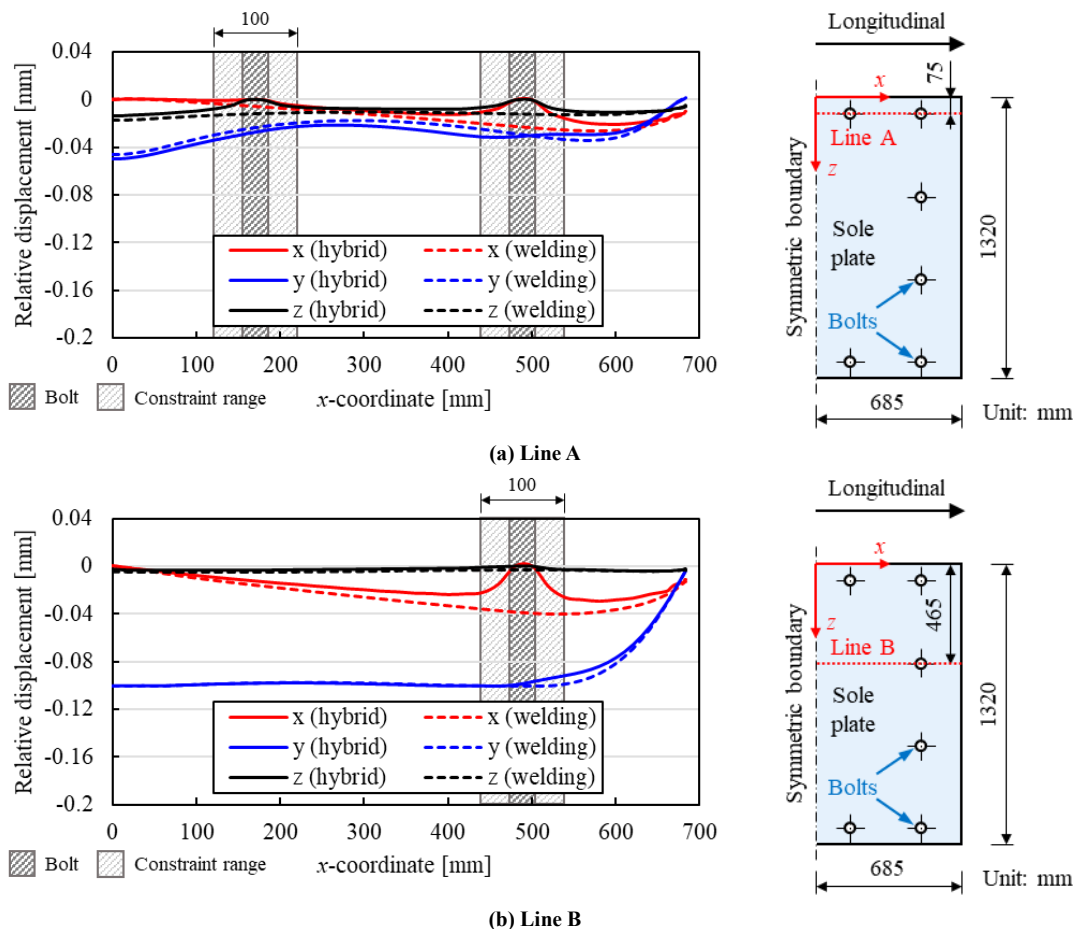 100
0.04
0
-0.04
-0.08
-0.12
-0.16
-0.2
Relative displacement [mm]
x (hybrid) x (welding)
y (hybrid) y (welding)
z (hybrid) z (welding)
0 100 200 300 400 500 600 700
Bolt Constraint range x-coordinate [mm]
Longitudinal
75
x
Line A
z
Symmetric boundary
Sole
plate
Bolts
1320
685
Unit: mm
(a) Line A
100
0.04
0
-0.04
-0.08
-0.12
-0.16
-0.2
Relative displacement [mm]
x (hybrid) x (welding)
y (hybrid) y (welding)
z (hybrid) z (welding)
0 100 200 300 400 500 600 700
Bolt Constraint range x-coordinate [mm]
Longitudinal
x
465
z
Line B
Symmetric boundary
Sole
plate
Bolts
1320
685
Unit: mm
(b) Line B